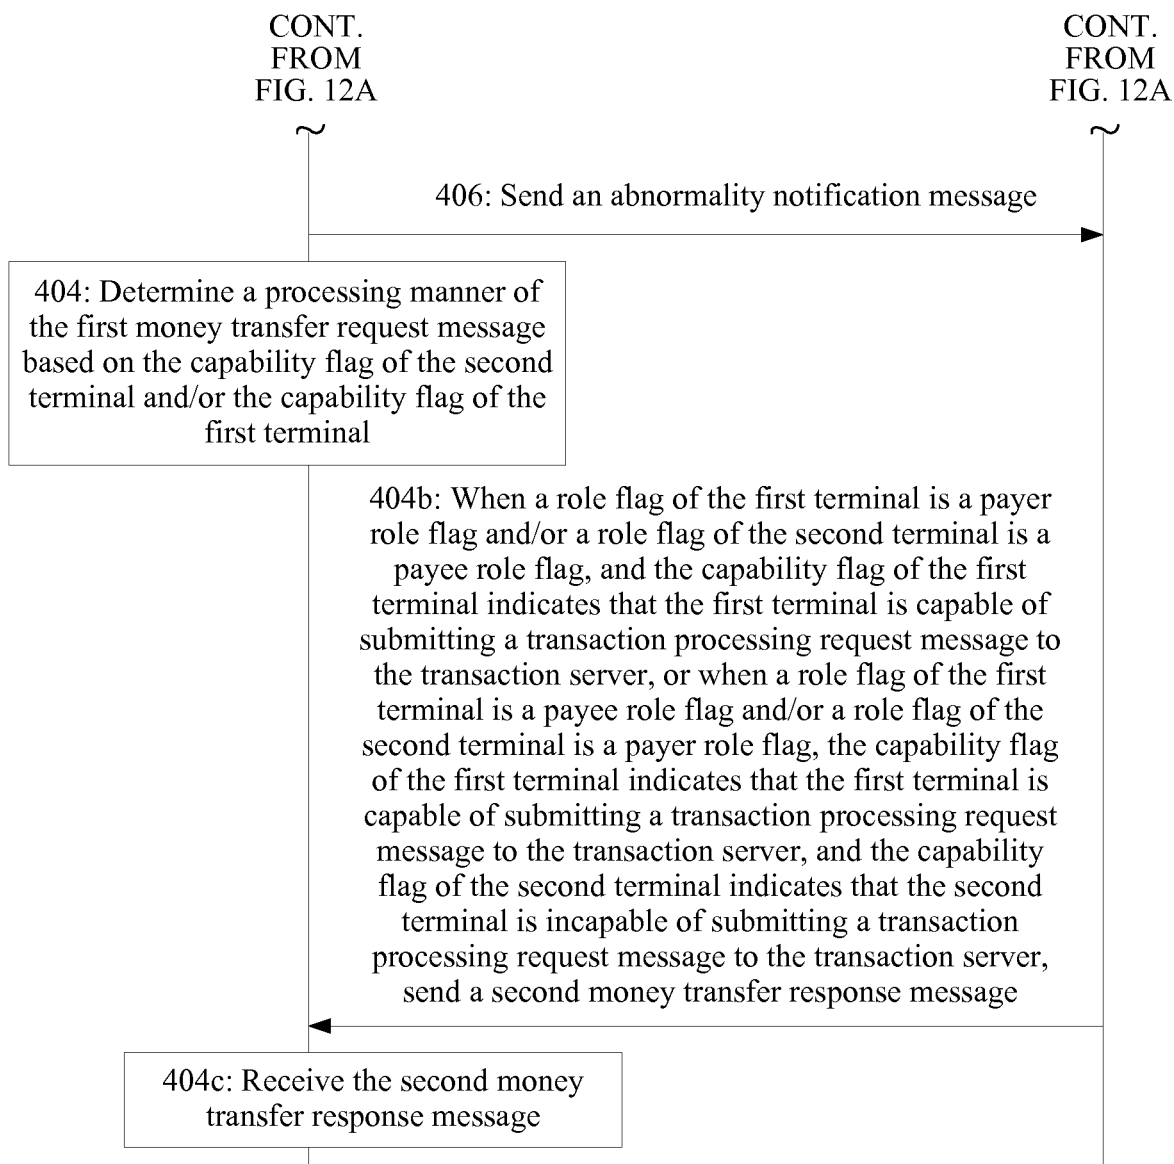 CONT.
FROM
FIG. 12A
CONT.
FROM
FIG. 12A
406: Send an abnormality notification message
404: Determine a processing manner of
the first money transfer request message
based on the capability flag of the second
terminal and/or the capability flag of the
first terminal
404b: When a role flag of the first terminal is a payer
role flag and/or a role flag of the second terminal is a
payee role flag, and the capability flag of the first
terminal indicates that the first terminal is capable of
submitting a transaction processing request message to
the transaction server, or when a role flag of the first
terminal is a payee role flag and/or a role flag of the
second terminal is a payer role flag, the capability flag
of the first terminal indicates that the first terminal is
capable of submitting a transaction processing request
message to the transaction server, and the capability
flag of the second terminal indicates that the second
terminal is incapable of submitting a transaction
processing request message to the transaction server,
send a second money transfer response message
404c: Receive the second money
transfer response message